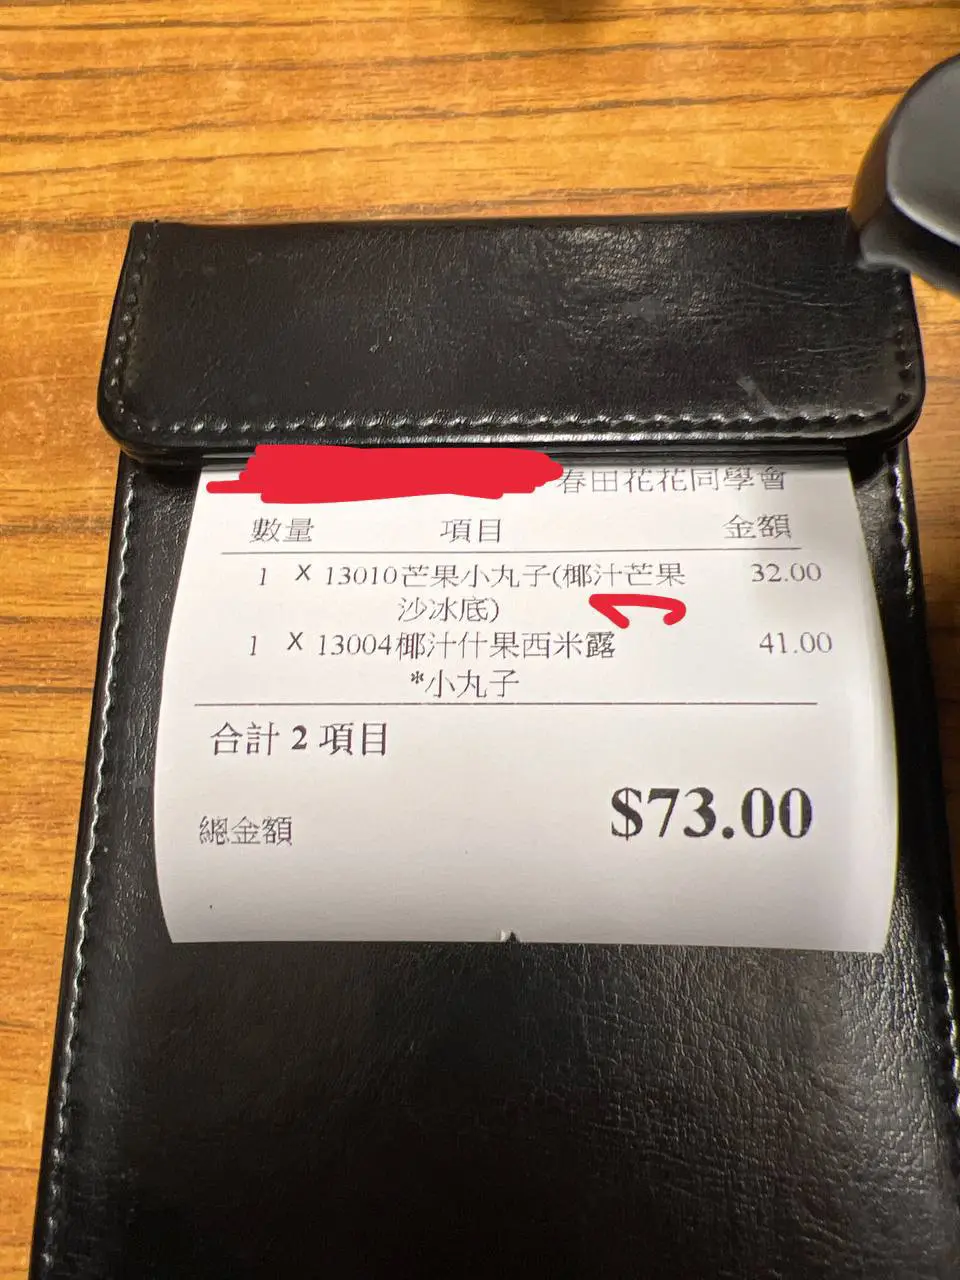 春田花花同學會
數量 項目 金額
1 X 13010芒果小丸子(椰汁芒果 32.00
沙冰底)
1 X 13004椰汁什果西米露 41.00
*小丸子
合計 2 項目
總金額 $73.00